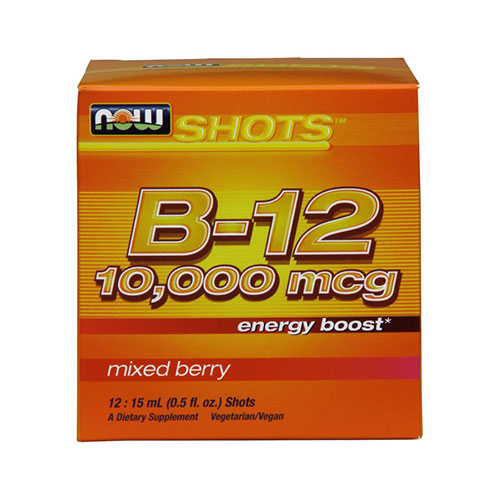 NOW SHOTS™
B-12
10,000 mcg
energy boost*
mixed berry
12 : 15 mL (0.5 fl. oz.) Shots
A Dietary Supplement Vegetarian/Vegan